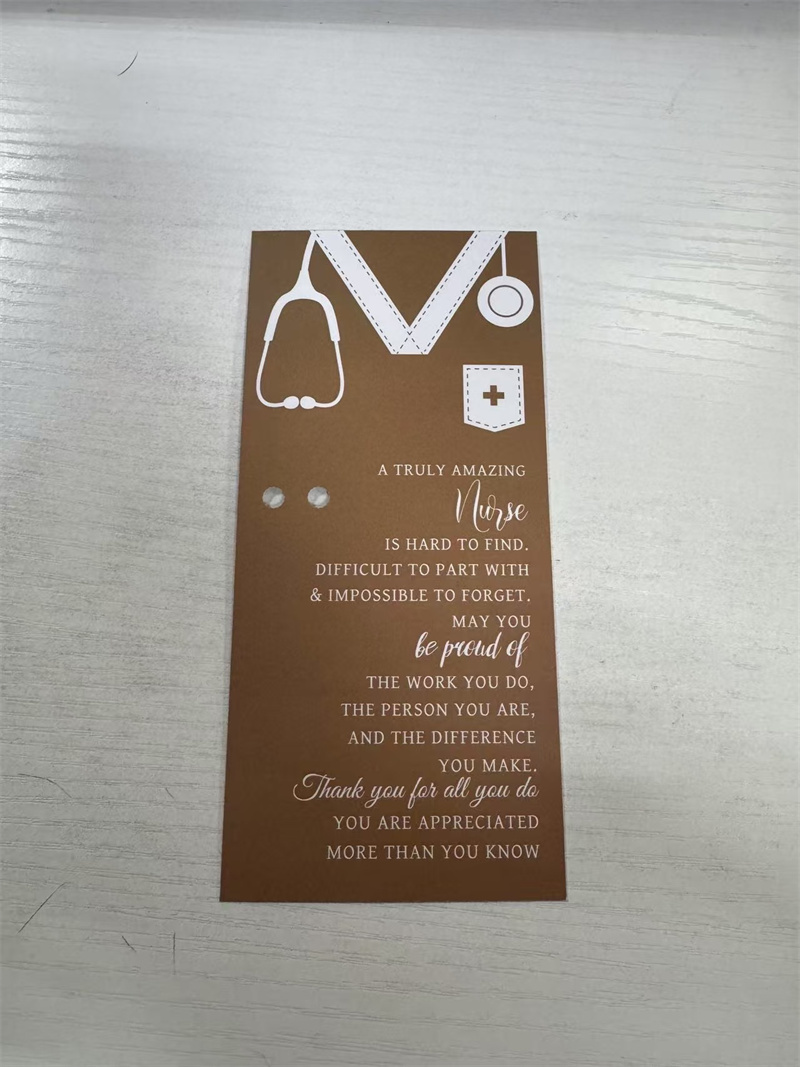 A TRULY AMAZING
Nurse
IS HARD TO FIND.
DIFFICULT TO PART WITH
& IMPOSSIBLE TO FORGET.
MAY YOU
be proud of
THE WORK YOU DO,
THE PERSON YOU ARE,
AND THE DIFFERENCE
YOU MAKE.
Thank you for all you do
YOU ARE APPRECIATED
MORE THAN YOU KNOW